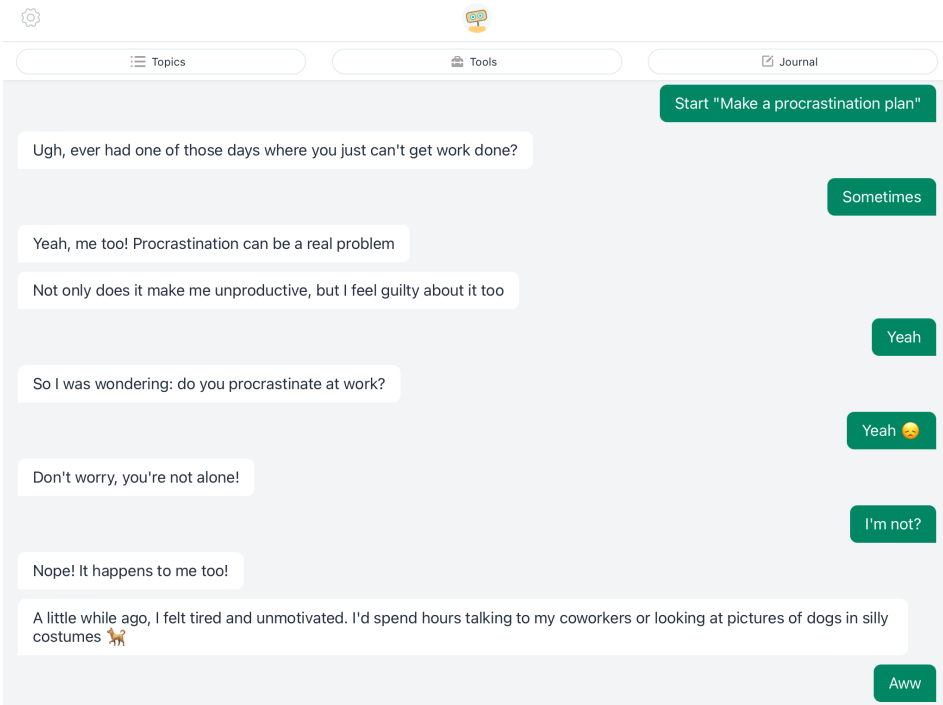 Topics
Tools
Journal
Start "Make a procrastination plan"
Ugh, ever had one of those days where you just can't get work done?
Sometimes
Yeah, me too! Procrastination can be a real problem
Not only does it make me unproductive, but I feel guilty about it too
Yeah
So I was wondering: do you procrastinate at work?
Yeah 😞
Don't worry, you're not alone!
I'm not?
Nope! It happens to me too!
A little while ago, I felt tired and unmotivated. I'd spend hours talking to my coworkers or looking at pictures of dogs in silly
costumes 🐕
Aww